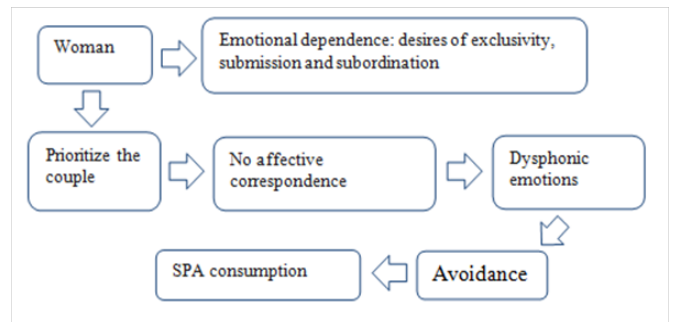 Woman
Emotional dependence: desires of exclusivity,
submission and subordination
Prioritize the
couple
No affective
correspondence
Dysphonic
emotions
SPA consumption
Avoidance